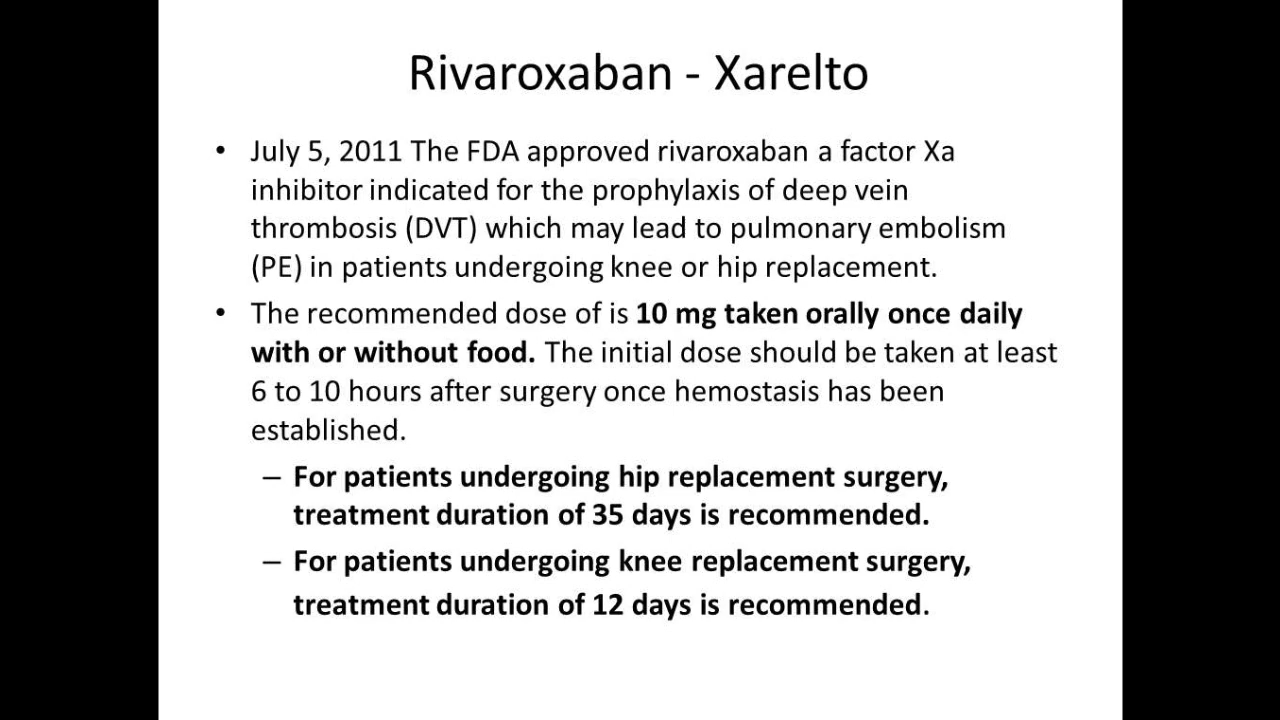 Rivaroxaban - Xarelto
• July 5, 2011 The FDA approved rivaroxaban a factor Xa
inhibitor indicated for the prophylaxis of deep vein
thrombosis (DVT) which may lead to pulmonary embolism
(PE) in patients undergoing knee or hip replacement.
• The recommended dose of is 10 mg taken orally once daily
with or without food. The initial dose should be taken at least
6 to 10 hours after surgery once hemostasis has been
established.
– For patients undergoing hip replacement surgery,
treatment duration of 35 days is recommended.
– For patients undergoing knee replacement surgery,
treatment duration of 12 days is recommended.